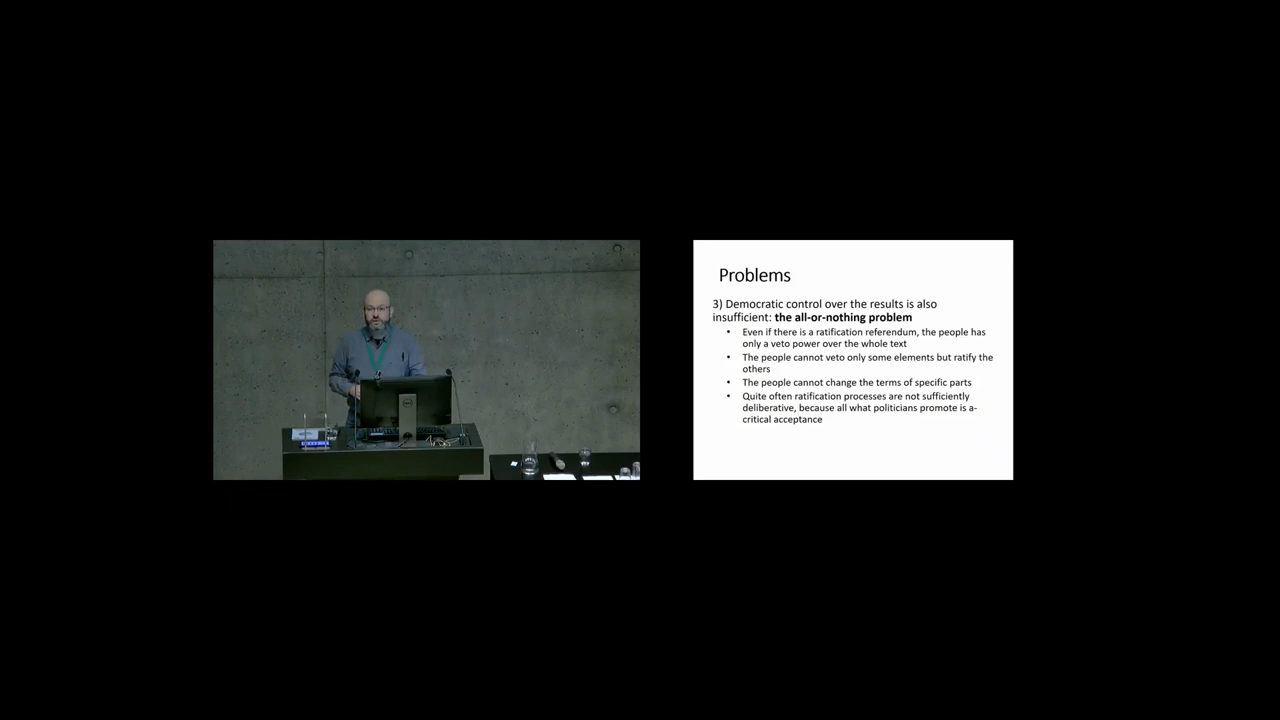 Problems
3) Democratic control over the results is also
insufficient: the all-or-nothing problem
• Even if there is a ratification referendum, the people has
only a veto power over the whole text
• The people cannot veto only some elements but ratify the
others
• The people cannot change the terms of specific parts
• Quite often ratification processes are not sufficiently
deliberative, because all what politicians promote is a-
critical acceptance